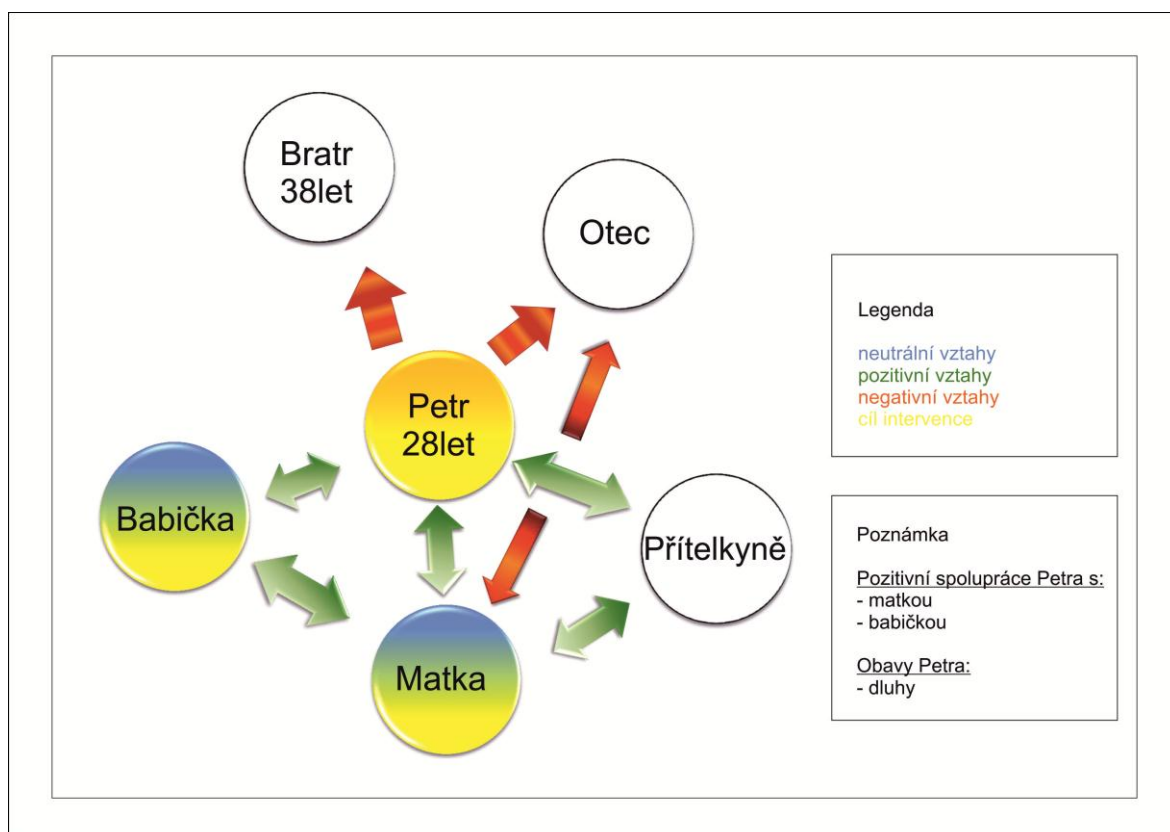 Bratr
38let
Otec
Petr
28let
Babička
Přítelkyně
Matka
Legenda
neutrální vztahy
pozitivní vztahy
negativní vztahy
cíl intervence
Poznámka
Pozitivní spolupráce Petra s:
- matkou
- babičkou
Obavy Petra:
- dluhy